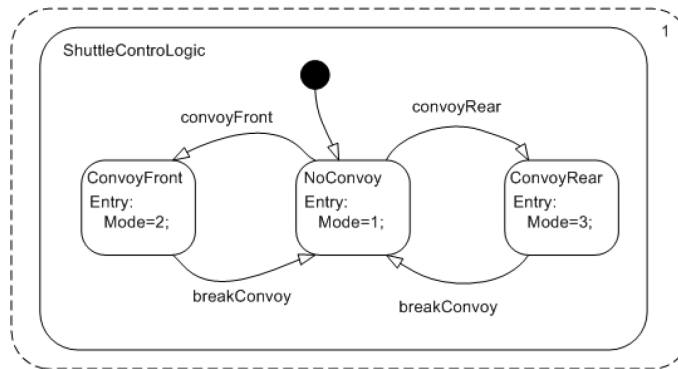 1
ShuttleControLogic
convoyFront
convoyRear
ConvoyFront
Entry:
Mode=2;
NoConvoy
Entry:
Mode=1;
ConvoyRear
Entry:
Mode=3;
breakConvoy
breakConvoy